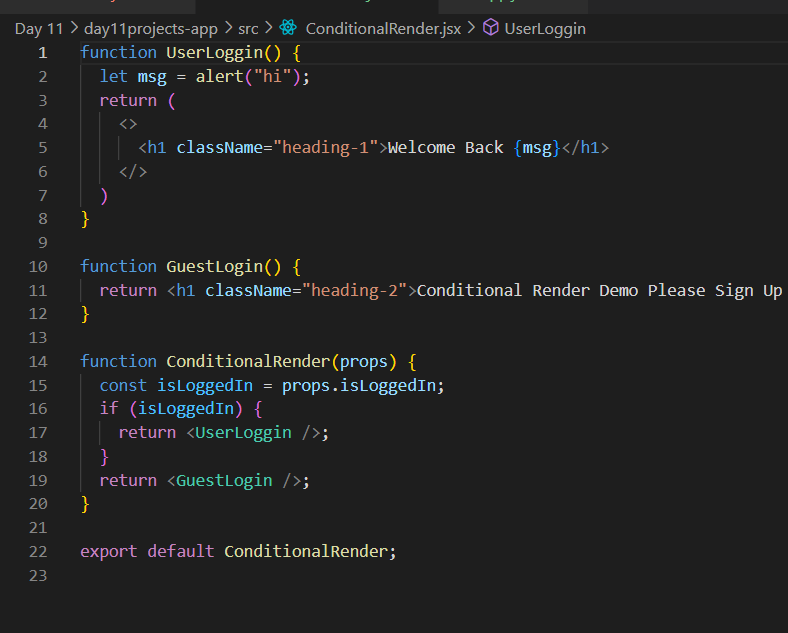 Day 11 > day11projects-app > src > ConditionalRender.jsx > UserLoggin
1 function UserLoggin() {
2 let msg = alert("hi");
3 return (
4 <>
5 <h1 className="heading-1">Welcome Back {msg}</h1>
6 </>
7 )
8 }
9
10 function GuestLogin() {
11 return <h1 className="heading-2">Conditional Render Demo Please Sign Up
12 }
13
14 function ConditionalRender(props) {
15 const isLoggedIn = props.isLoggedIn;
16 if (isLoggedIn) {
17 return <UserLoggin />;
18 }
19 return <GuestLogin />;
20 }
21
22 export default ConditionalRender;
23